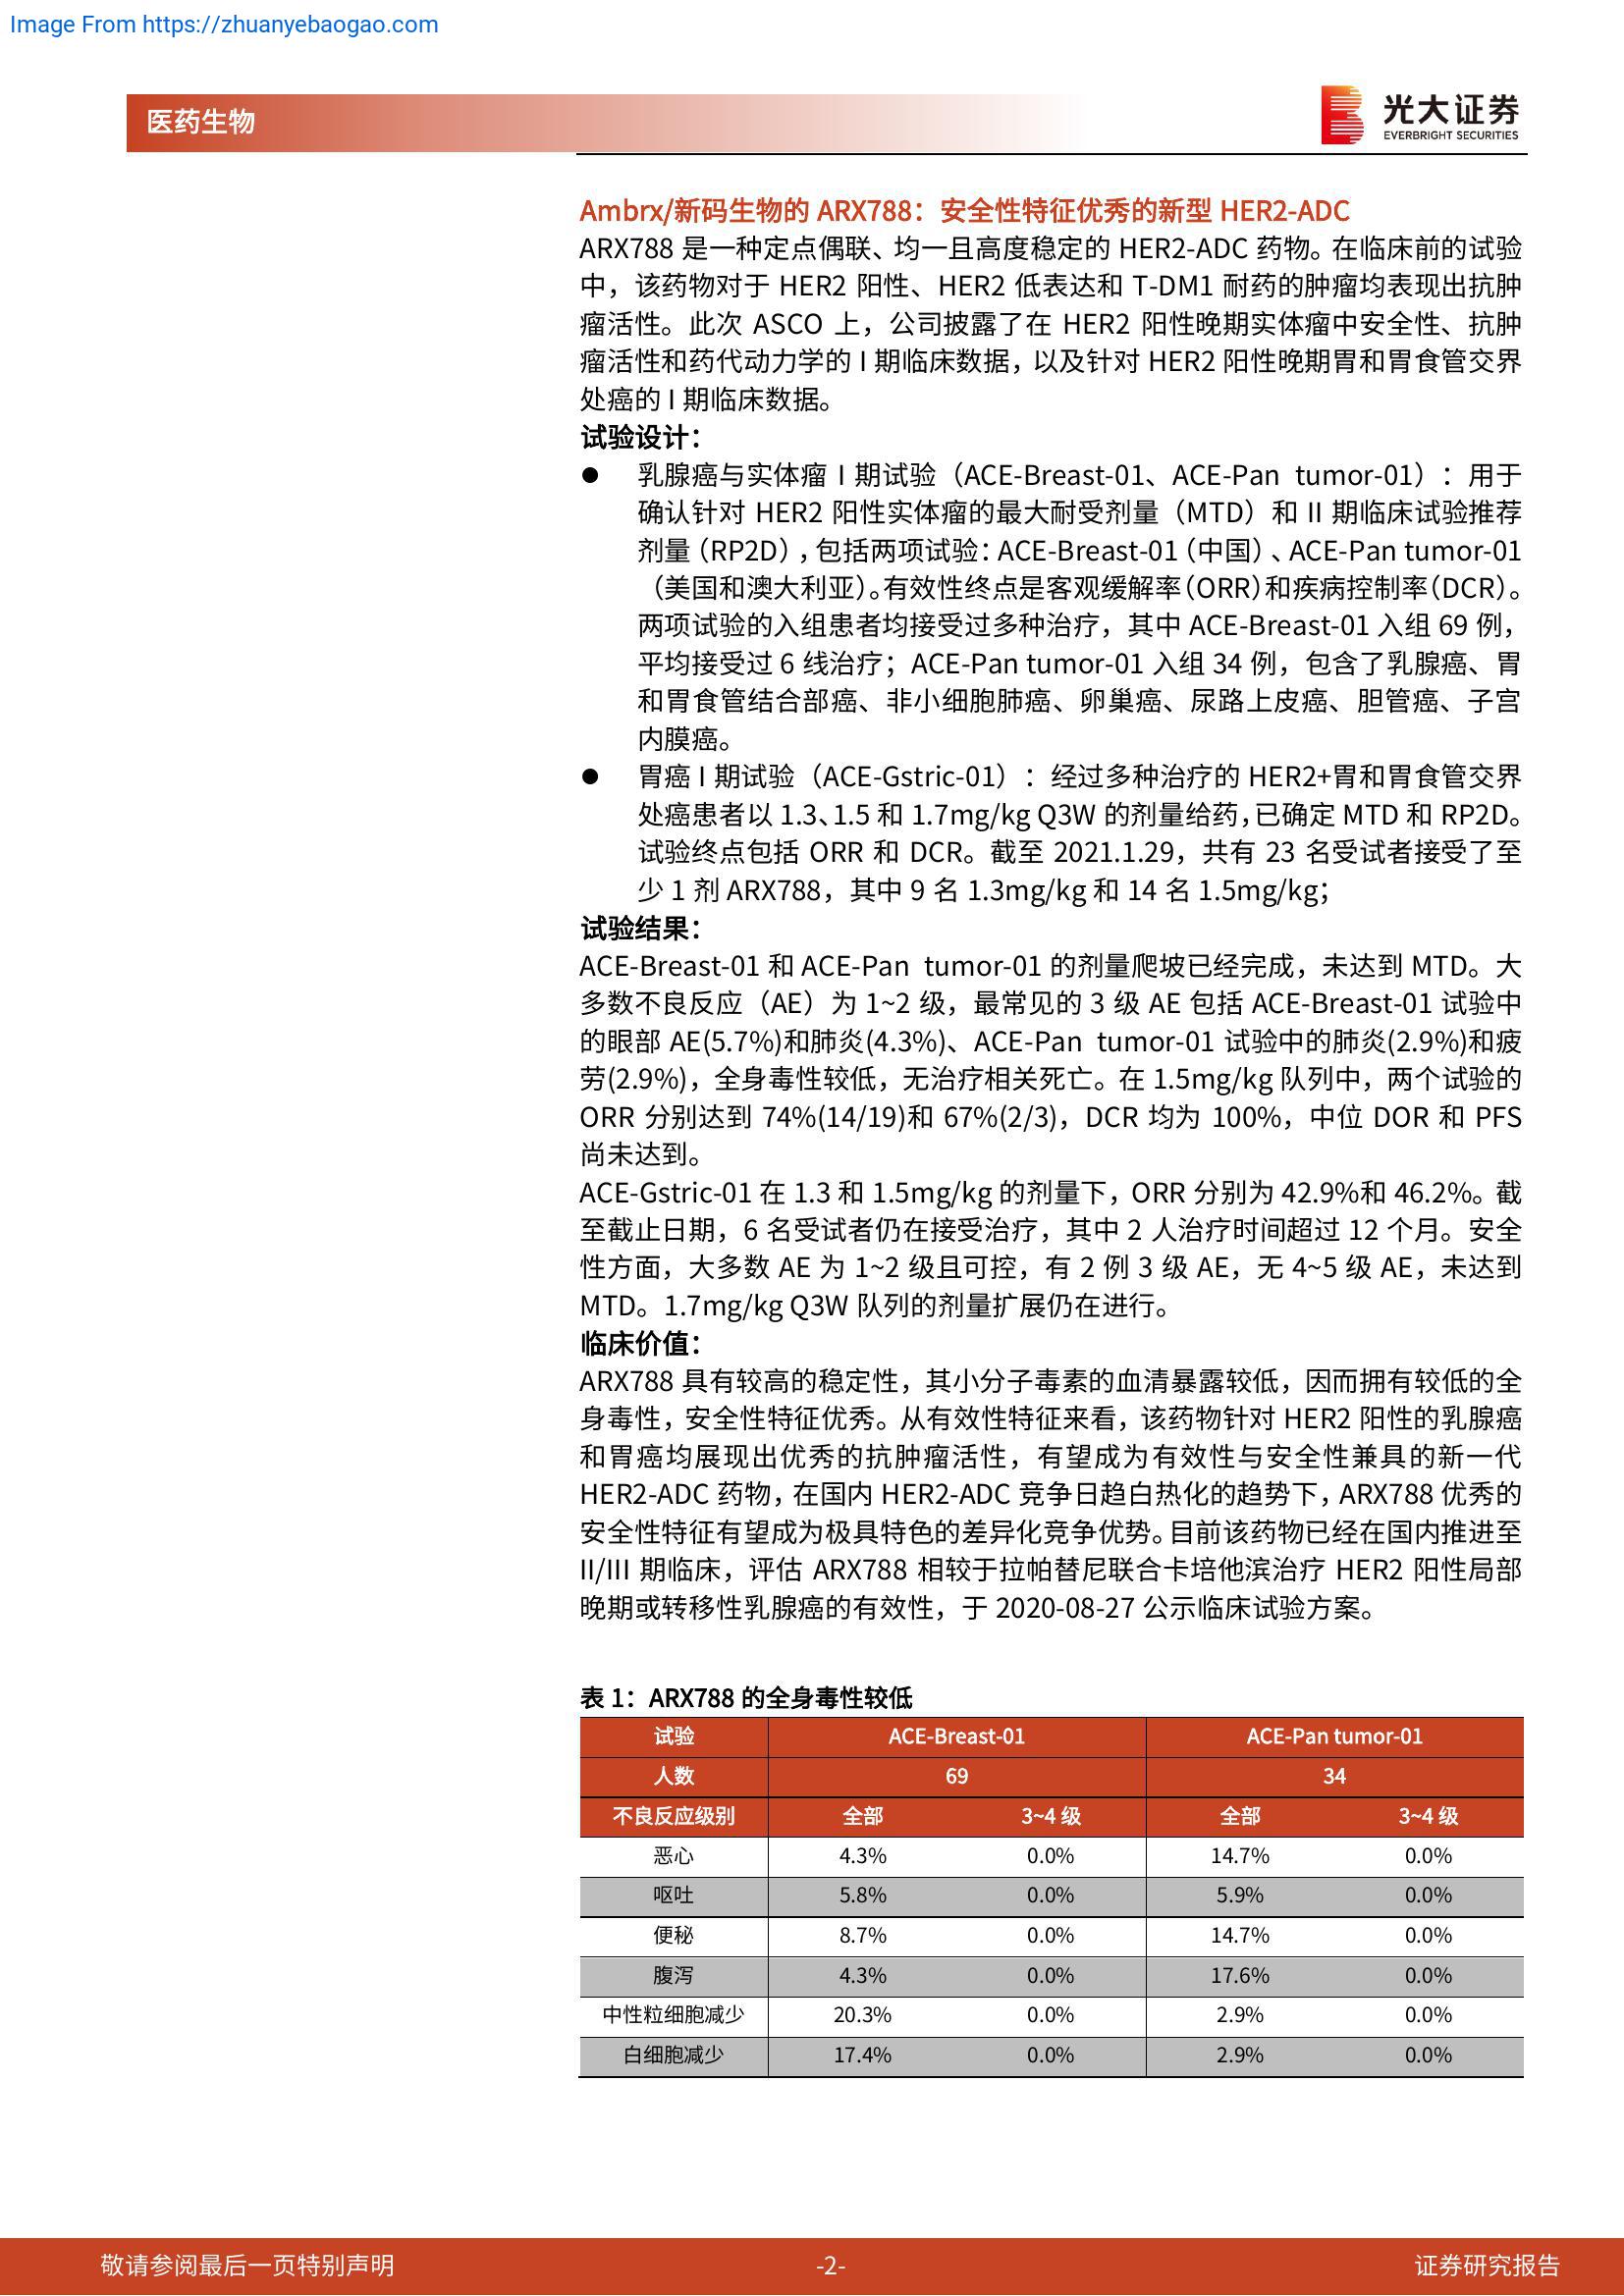 Image From https://zhuanyebaogao.com
医药生物
光大证券
EVERBRIGHT SECURITIES
Ambrx/新码生物的 ARX788：安全性特征优秀的新型 HER2-ADC
ARX788 是一种定点偶联、均一且高度稳定的 HER2-ADC 药物。在临床前的试验
中，该药物对于 HER2 阳性、HER2 低表达和 T-DM1 耐药的肿瘤均表现出抗肿
瘤活性。此次 ASCO 上，公司披露了在 HER2 阳性晚期实体瘤中安全性、抗肿
瘤活性和药代动力学的 I 期临床数据，以及针对 HER2 阳性晚期胃和胃食管交界
处癌的 I 期临床数据。
试验设计：
● 乳腺癌与实体瘤 I 期试验（ACE-Breast-01、ACE-Pan tumor-01）：用于
确认针对 HER2 阳性实体瘤的最大耐受剂量（MTD）和 II 期临床试验推荐
剂量（RP2D），包括两项试验：ACE-Breast-01（中国）、ACE-Pan tumor-01
（美国和澳大利亚）。有效性终点是客观缓解率（ORR）和疾病控制率（DCR）。
两项试验的入组患者均接受过多种治疗，其中 ACE-Breast-01 入组 69 例，
平均接受过 6 线治疗；ACE-Pan tumor-01 入组 34 例，包含了乳腺癌、胃
和胃食管结合部癌、非小细胞肺癌、卵巢癌、尿路上皮癌、胆管癌、子宫
内膜癌。
● 胃癌 I 期试验（ACE-Gstric-01）：经过多种治疗的 HER2+胃和胃食管交界
处癌患者以 1.3、1.5 和 1.7mg/kg Q3W 的剂量给药，已确定 MTD 和 RP2D。
试验终点包括 ORR 和 DCR。截至 2021.1.29，共有 23 名受试者接受了至
少 1 剂 ARX788，其中 9 名 1.3mg/kg 和 14 名 1.5mg/kg；
试验结果：
ACE-Breast-01 和 ACE-Pan tumor-01 的剂量爬坡已经完成，未达到 MTD。大
多数不良反应（AE）为 1~2 级，最常见的 3 级 AE 包括 ACE-Breast-01 试验中
的眼部 AE(5.7%)和肺炎(4.3%)、ACE-Pan tumor-01 试验中的肺炎(2.9%)和疲
劳(2.9%)，全身毒性较低，无治疗相关死亡。在 1.5mg/kg 队列中，两个试验的
ORR 分别达到 74%(14/19)和 67%(2/3)，DCR 均为 100%，中位 DOR 和 PFS
尚未达到。
ACE-Gstric-01 在 1.3 和 1.5mg/kg 的剂量下，ORR 分别为 42.9%和 46.2%。截
至截止日期，6 名受试者仍在接受治疗，其中 2 人治疗时间超过 12 个月。安全
性方面，大多数 AE 为 1~2 级且可控，有 2 例 3 级 AE，无 4~5 级 AE，未达到
MTD。1.7mg/kg Q3W 队列的剂量扩展仍在进行。
临床价值：
ARX788 具有较高的稳定性，其小分子毒素的血清暴露较低，因而拥有较低的全
身毒性，安全性特征优秀。从有效性特征来看，该药物针对 HER2 阳性的乳腺癌
和胃癌均展现出优秀的抗肿瘤活性，有望成为有效性与安全性兼具的新一代
HER2-ADC 药物，在国内 HER2-ADC 竞争日趋白热化的趋势下，ARX788 优秀的
安全性特征有望成为极具特色的差异化竞争优势。目前该药物已经在国内推进至
II/III 期临床，评估 ARX788 相较于拉帕替尼联合卡培他滨治疗 HER2 阳性局部
晚期或转移性乳腺癌的有效性，于 2020-08-27 公示临床试验方案。
表 1：ARX788 的全身毒性较低
试验 ACE-Breast-01 ACE-Pan tumor-01
人数 69 34
不良反应级别 全部 3~4 级 全部 3~4 级
恶心 4.3% 0.0% 14.7% 0.0%
呕吐 5.8% 0.0% 5.9% 0.0%
便秘 8.7% 0.0% 14.7% 0.0%
腹泻 4.3% 0.0% 17.6% 0.0%
中性粒细胞减少 20.3% 0.0% 2.9% 0.0%
白细胞减少 17.4% 0.0% 2.9% 0.0%
敬请参阅最后一页特别声明 -2- 证券研究报告